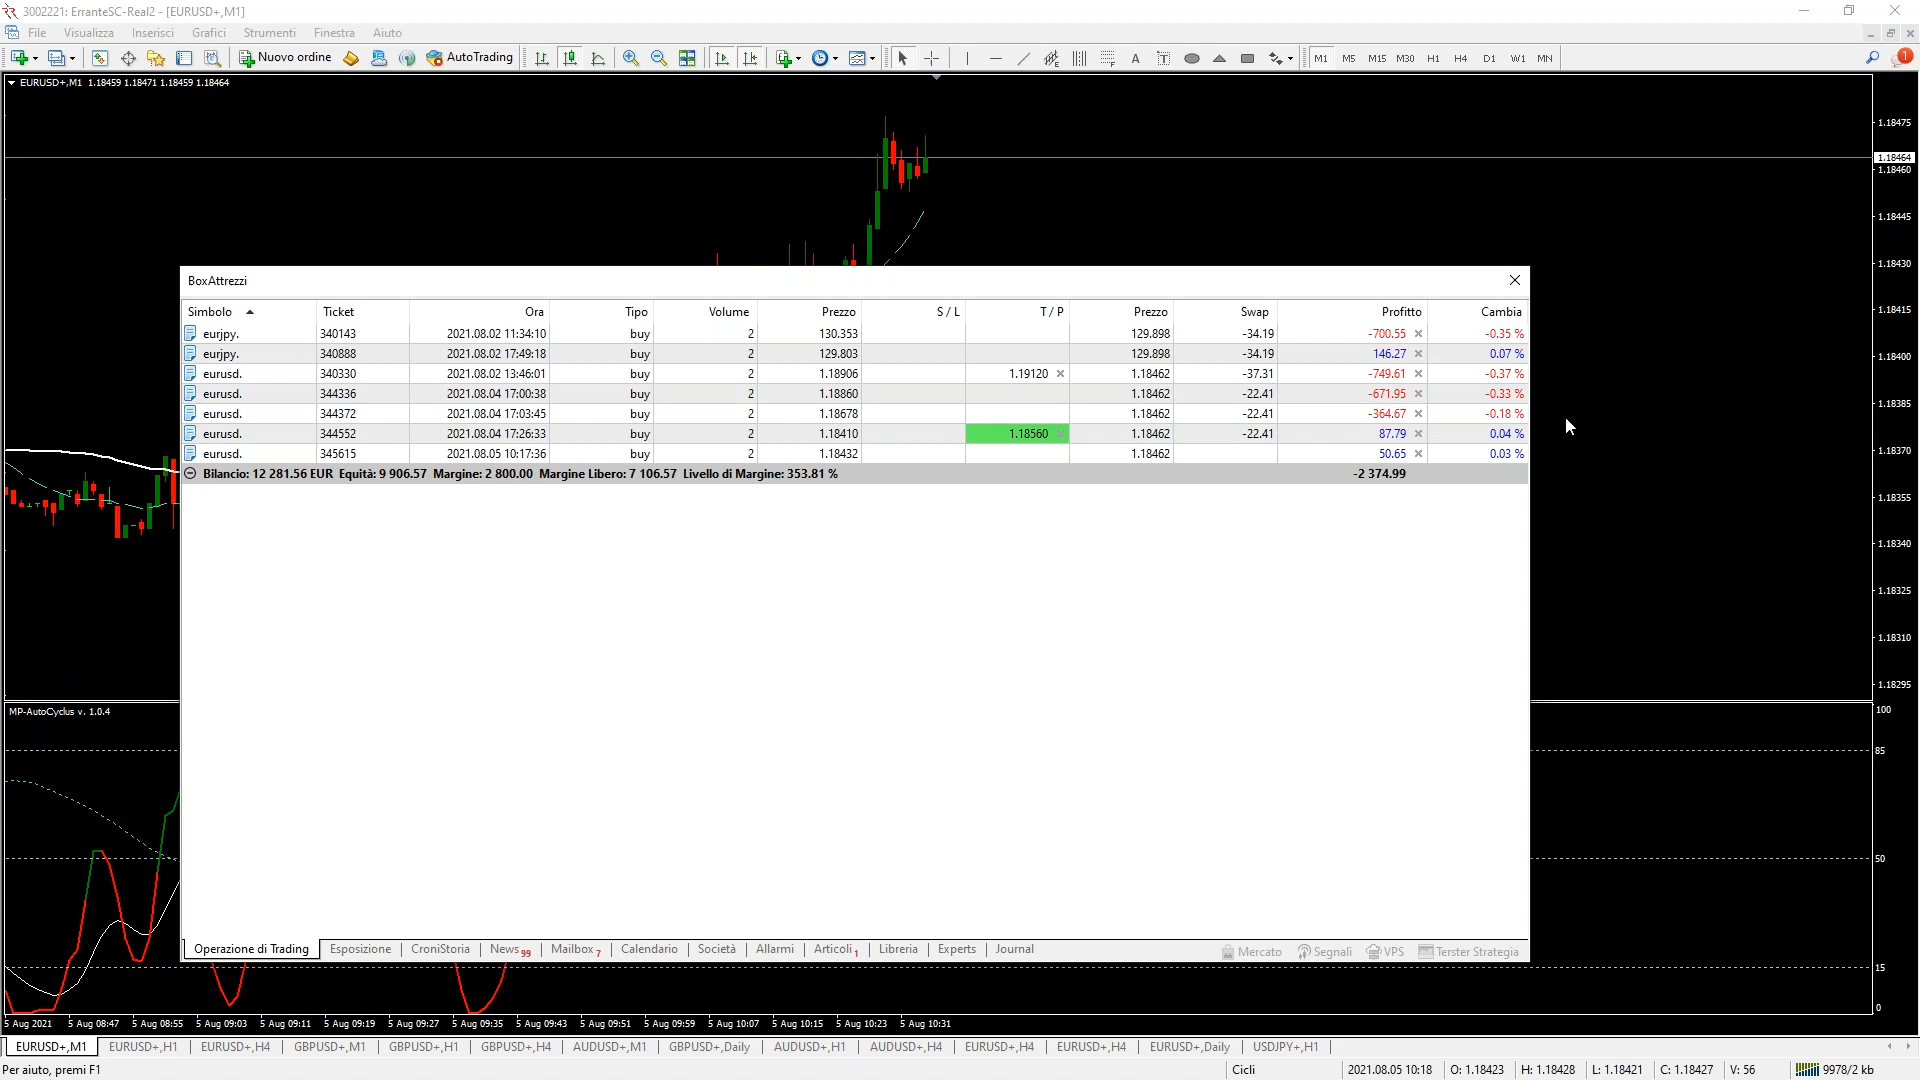 3002221: ErranteSC-Real2 - [EURUSD+,M1]
File Visualizza Inserisci Grafici Strumenti Finestra Aiuto
Nuovo ordine AutoTrading A T M1 M5 M15 M30 H1 H4 D1 W1 MN 1
EURUSD+,M1 1.18459 1.18471 1.18459 1.18464
1.18475
1.18464
1.18460
1.18445
1.18430
1.18415
1.18400
1.18385
1.18370
1.18355
1.18340
1.18325
1.18310
1.18295
BoxAttrezzi
Simbolo Ticket Ora Tipo Volume Prezzo S / L T / P Prezzo Swap Profitto Cambia
eurjpy. 340143 2021.08.02 11:34:10 buy 2 130.353 129.898 -34.19 -700.55 -0.35 %
eurjpy. 340888 2021.08.02 17:49:18 buy 2 129.803 129.898 -34.19 146.27 0.07 %
eurusd. 340330 2021.08.02 13:46:01 buy 2 1.18906 1.19120 1.18462 -37.31 -749.61 -0.37 %
eurusd. 344336 2021.08.04 17:00:38 buy 2 1.18860 1.18462 -22.41 -671.95 -0.33 %
eurusd. 344372 2021.08.04 17:03:45 buy 2 1.18678 1.18462 -22.41 -364.67 -0.18 %
eurusd. 344552 2021.08.04 17:26:33 buy 2 1.18410 1.18560 1.18462 -22.41 87.79 0.04 %
eurusd. 345615 2021.08.05 10:17:36 buy 2 1.18432 1.18462 50.65 0.03 %
Bilancio: 12 281.56 EUR Equità: 9 906.57 Margine: 2 800.00 Margine Libero: 7 106.57 Livello di Margine: 353.81 % -2 374.99
MP-AutoCyclus v. 1.0.4
100
85
50
15
0
Operazione di Trading Esposizione CroniStoria News 99 Mailbox 7 Calendario Società Allarmi Articoli 1 Libreria Experts Journal Mercato Segnali VPS Terster Strategia
5 Aug 2021 5 Aug 08:47 5 Aug 08:55 5 Aug 09:03 5 Aug 09:11 5 Aug 09:19 5 Aug 09:27 5 Aug 09:35 5 Aug 09:43 5 Aug 09:51 5 Aug 09:59 5 Aug 10:07 5 Aug 10:15 5 Aug 10:23 5 Aug 10:31
EURUSD+,M1 EURUSD+,H1 EURUSD+,H4 GBPUSD+,M1 GBPUSD+,H1 GBPUSD+,H4 AUDUSD+,M1 GBPUSD+,Daily AUDUSD+,H1 AUDUSD+,H4 EURUSD+,H4 EURUSD+,H4 EURUSD+,Daily USDJPY+,H1
Per aiuto, premi F1 Cicli 2021.08.05 10:18 O: 1.18423 H: 1.18428 L: 1.18421 C: 1.18427 V: 56 9978/2 kb